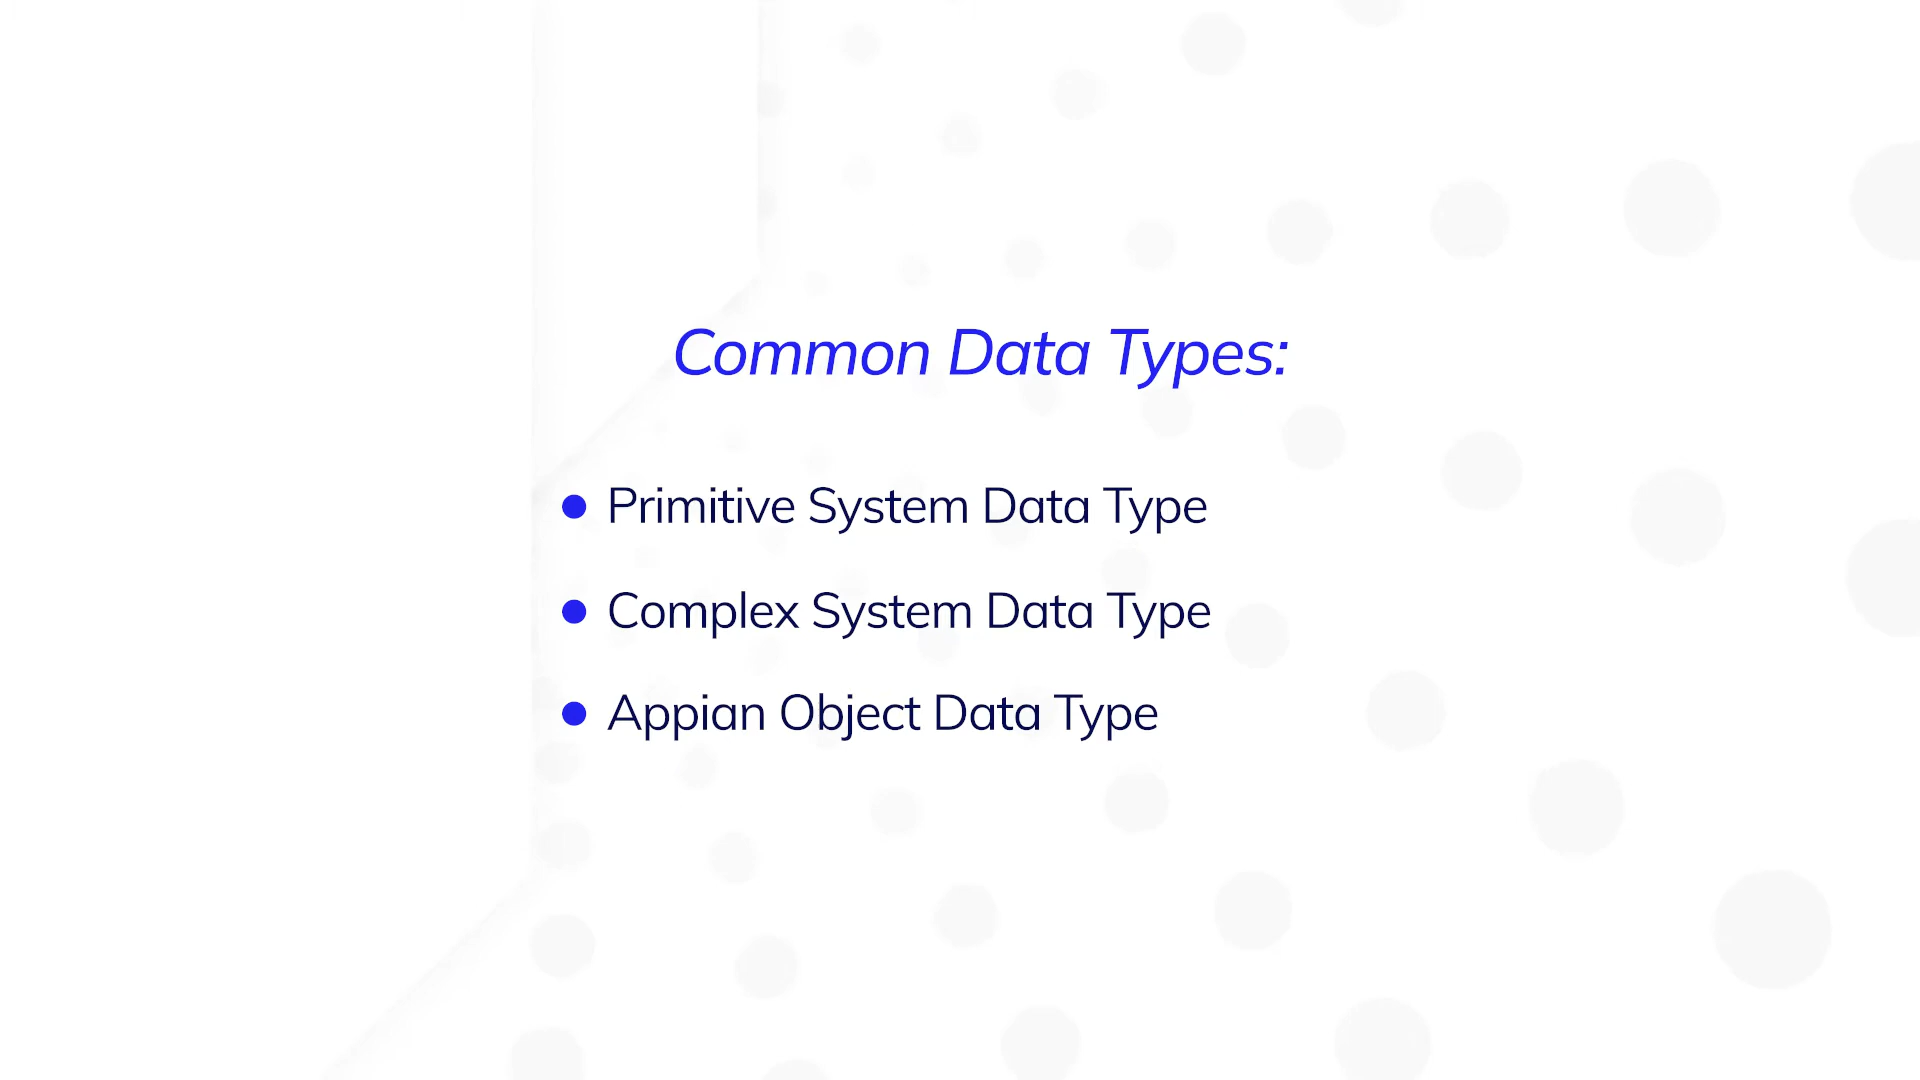 Common Data Types:
Primitive System Data Type
Complex System Data Type
Appian Object Data Type